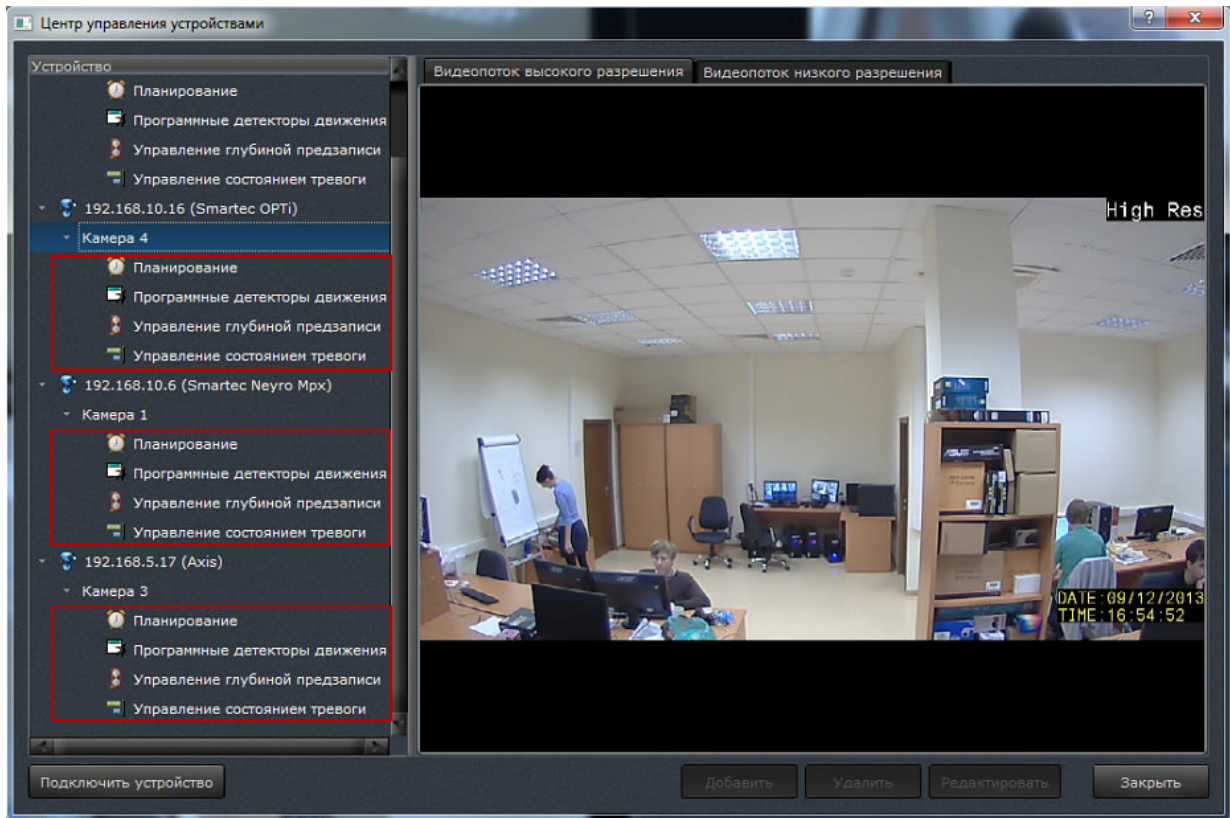 Центр управления устройствами
Устройство
Планирование
Программные детекторы движения
Управление глубиной предзаписи
Управление состоянием тревоги
192.168.10.16 (Smartec OPTi)
Камера 4
Планирование
Программные детекторы движения
Управление глубиной предзаписи
Управление состоянием тревоги
192.168.10.6 (Smartec Neyro Mpx)
Камера 1
Планирование
Программные детекторы движения
Управление глубиной предзаписи
Управление состоянием тревоги
192.168.5.17 (Axis)
Камера 3
Планирование
Программные детекторы движения
Управление глубиной предзаписи
Управление состоянием тревоги
Подключить устройство
Видеопоток высокого разрешения
Видеопоток низкого разрешения
High Res
ASUS
DATE:09/12/2013
TIME:16:54:52
Добавить
Удалить
Редактировать
Закрыть